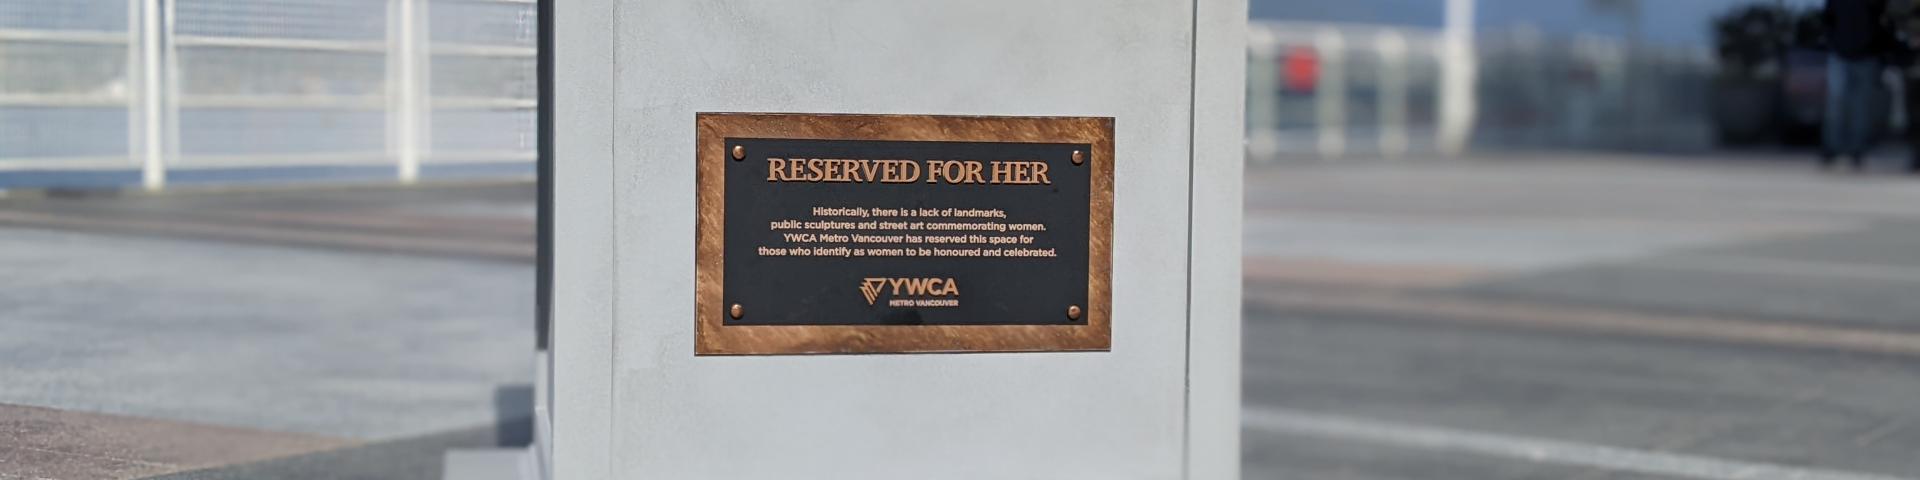 RESERVED FOR HER
Historically, there is a lack of landmarks,
public sculptures and street art commemorating women.
YWCA Metro Vancouver has reserved this space for
those who identify as women to be honoured and celebrated.
YWCA
METRO VANCOUVER